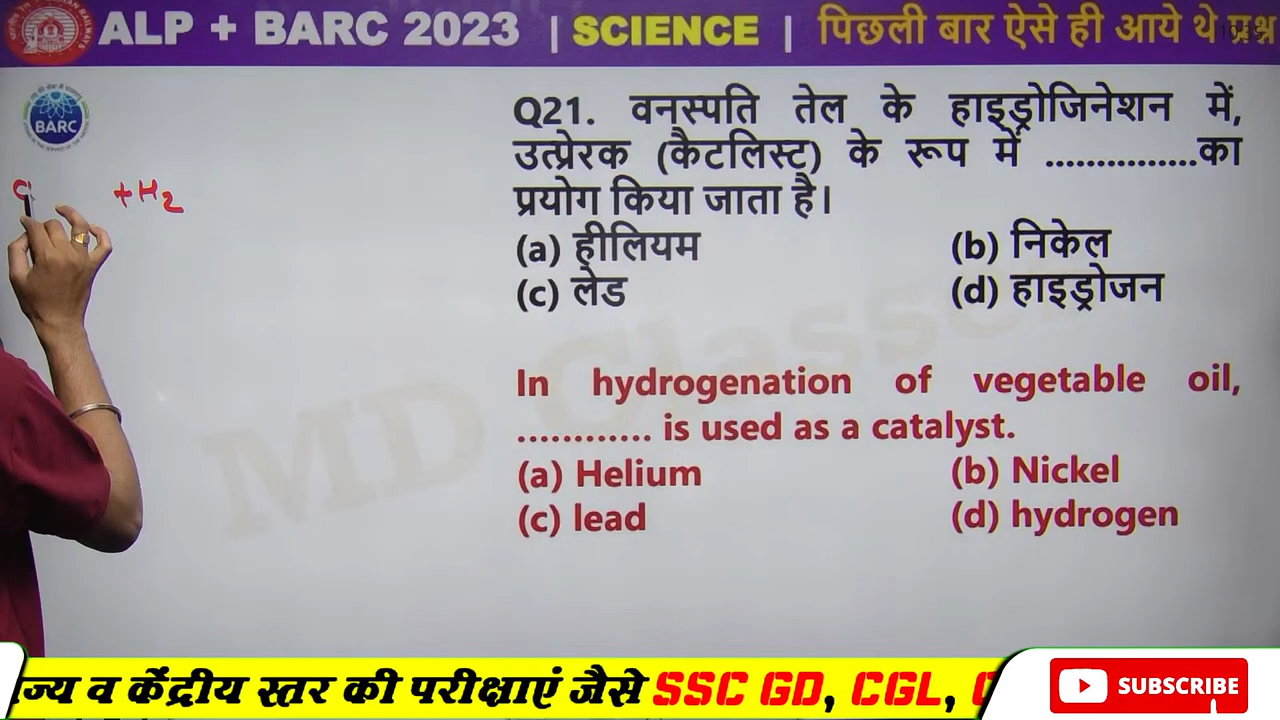 ALP + BARC 2023 | SCIENCE | पिछली बार ऐसे ही आये थे प्रश्न
BARC
+ H2
Q21. वनस्पति तेल के हाइड्रोजिनेशन में,
उत्प्रेरक (कैटलिस्ट) के रूप में ...............का
प्रयोग किया जाता है।
(a) हीलियम (b) निकेल
(c) लेड (d) हाइड्रोजन
MD Classes
In hydrogenation of vegetable oil,
............. is used as a catalyst.
(a) Helium (b) Nickel
(c) lead (d) hydrogen
व केंद्रीय स्तर की परीक्षाएं जैसे SSC GD, CGL,
SUBSCRIBE